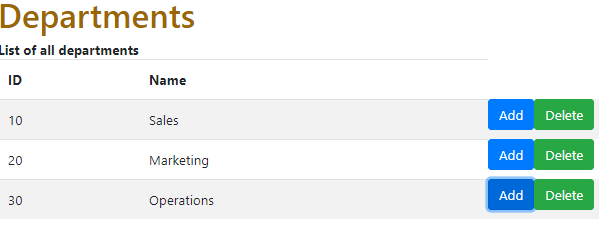 Departments
List of all departments
ID Name
10 Sales Add Delete
20 Marketing Add Delete
30 Operations Add Delete